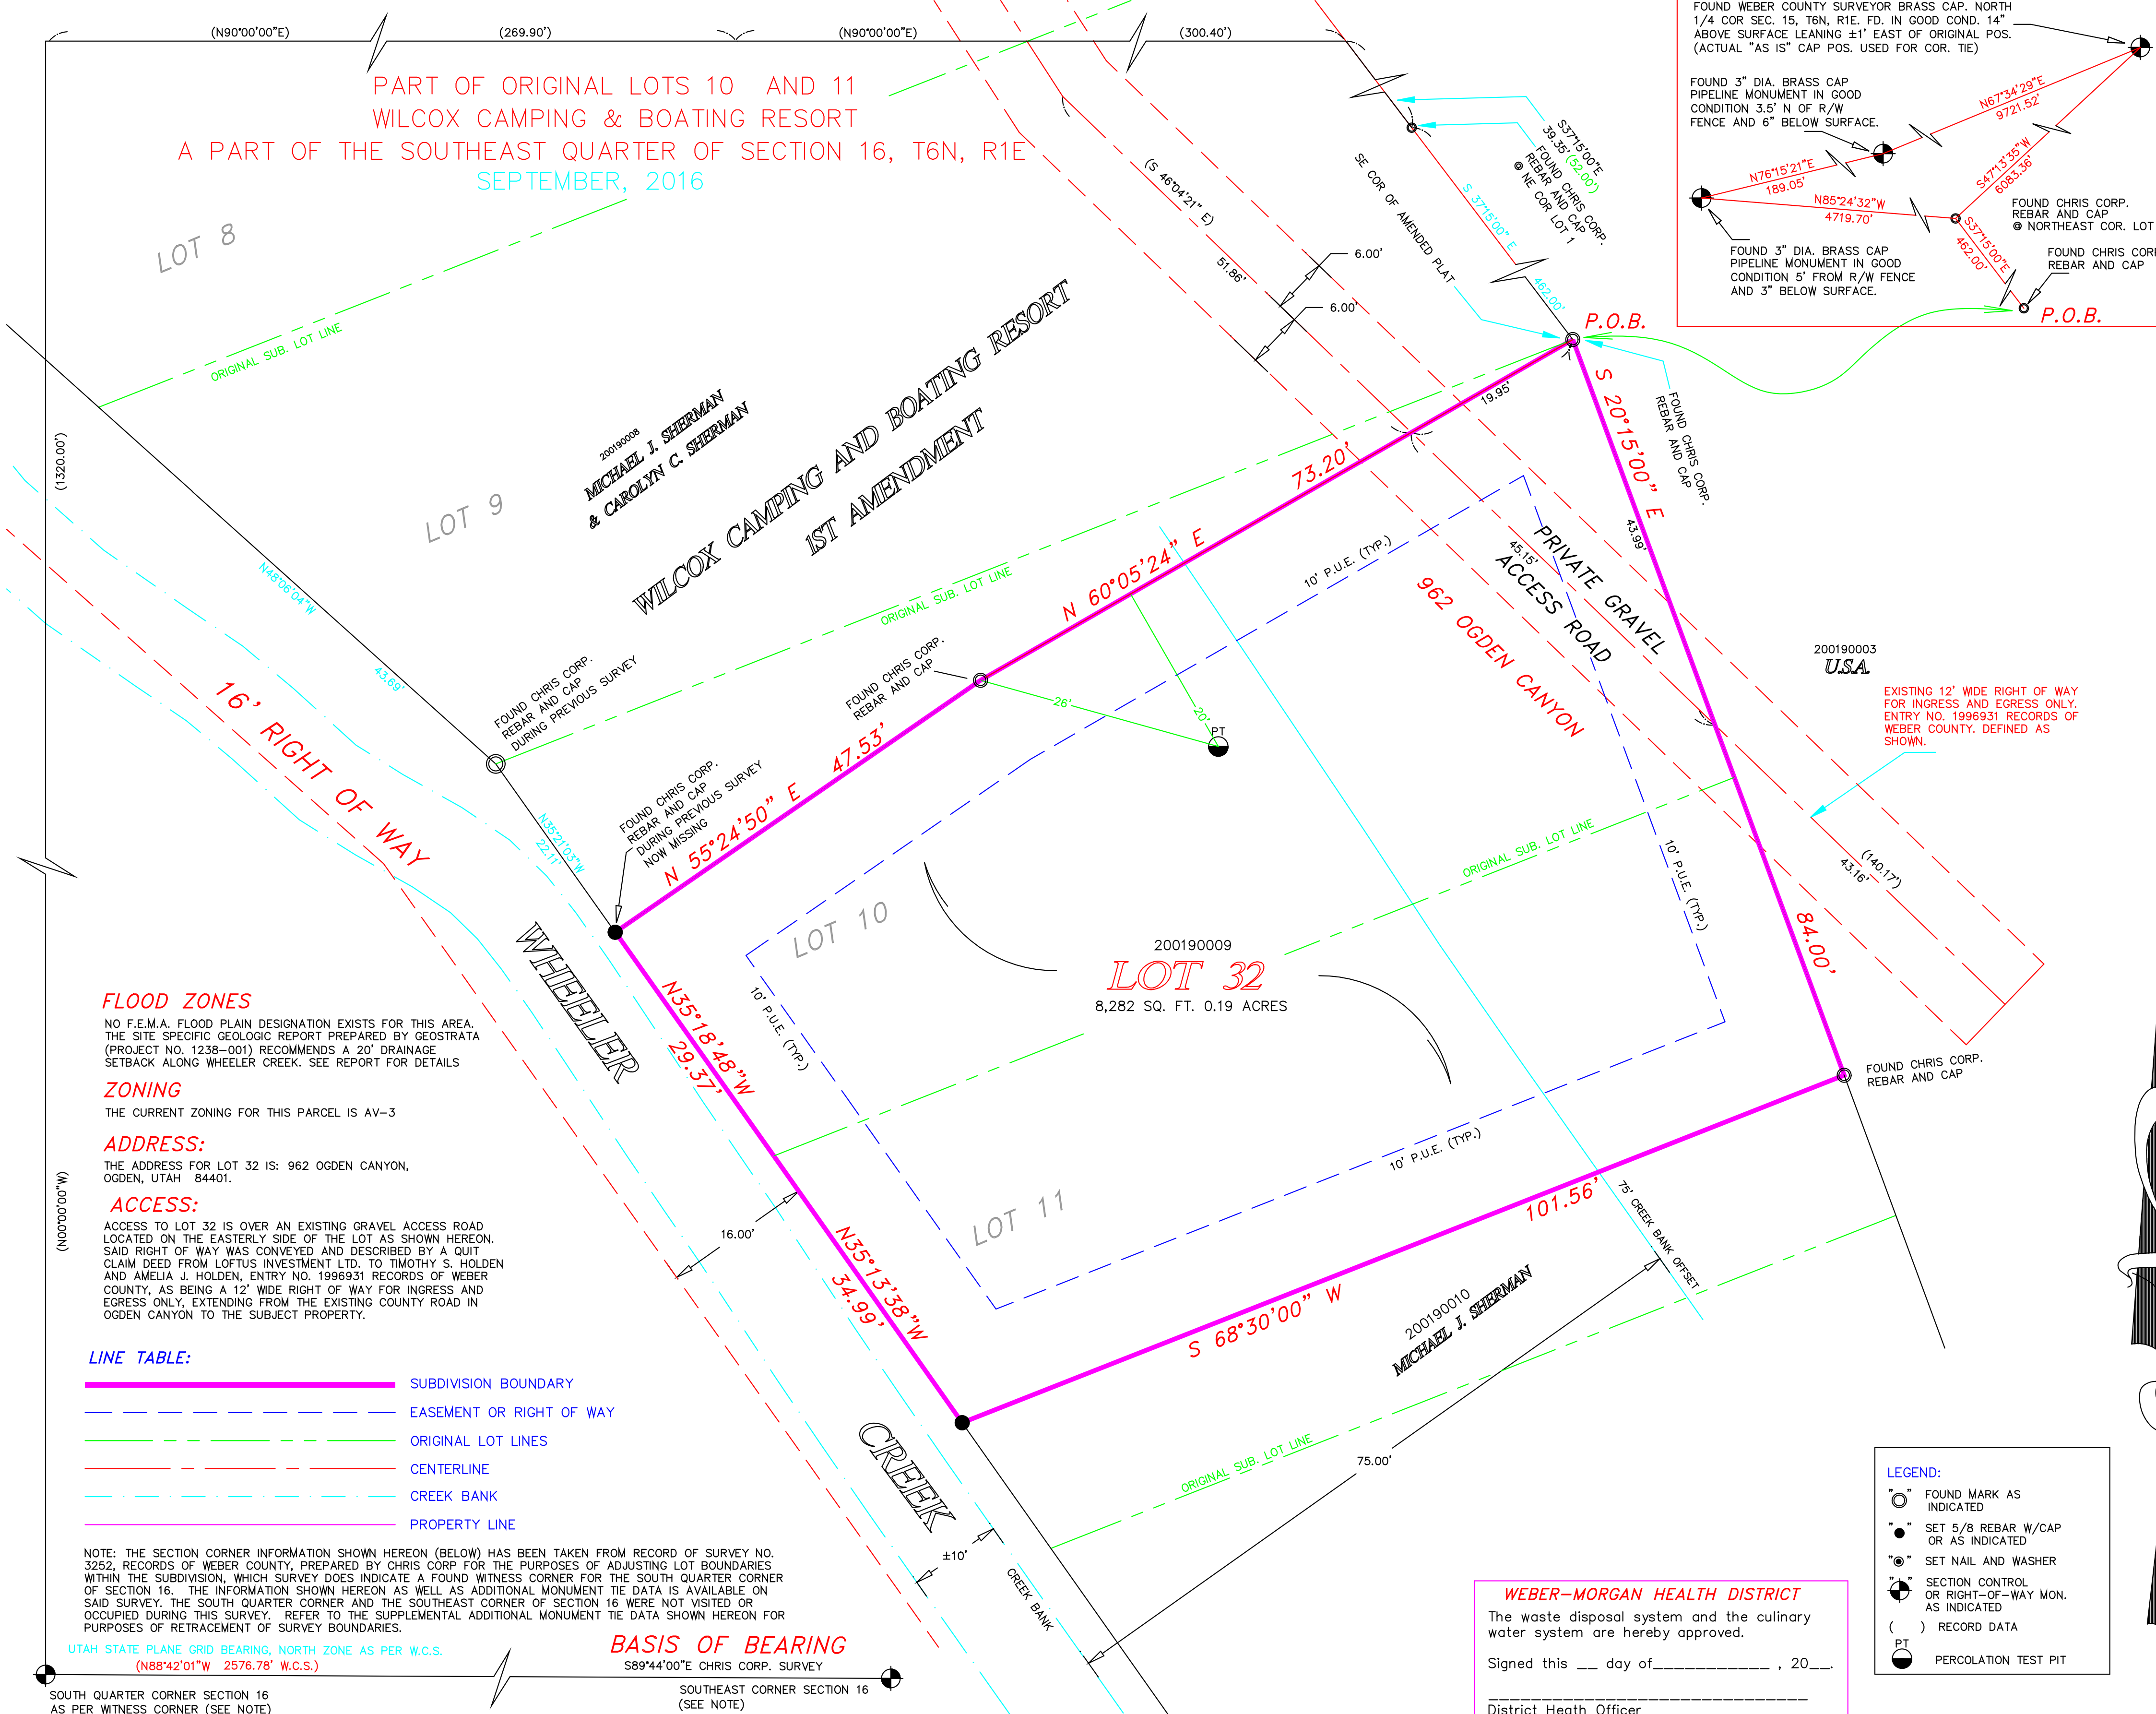 (N90°00'00"E)
(269.90')
(N90°00'00"E)
(300.40')
PART OF ORIGINAL LOTS 10 AND 11
WILCOX CAMPING & BOATING RESORT
A PART OF THE SOUTHEAST QUARTER OF SECTION 16, T6N, R1E
SEPTEMBER, 2016
FOUND WEBER COUNTY SURVEYOR BRASS CAP. NORTH
1/4 COR SEC. 15, T6N, R1E. FD. IN GOOD COND. 14"
ABOVE SURFACE LEANING ±1' EAST OF ORIGINAL POS.
(ACTUAL "AS IS" CAP POS. USED FOR COR. TIE)
FOUND 3" DIA. BRASS CAP
PIPELINE MONUMENT IN GOOD
CONDITION 3.5' N OF R/W
FENCE AND 6" BELOW SURFACE.
N67°34'29"E
9721.52'
N76°15'21"E
189.05'
S47°13'35"W
6083.36'
N85°24'32"W
4719.70'
FOUND CHRIS CORP.
REBAR AND CAP
@ NORTHEAST COR. LOT
S37°15'00"E
462.00'
FOUND 3" DIA. BRASS CAP
PIPELINE MONUMENT IN GOOD
CONDITION 5' FROM R/W FENCE
AND 3" BELOW SURFACE.
FOUND CHRIS COR
REBAR AND CAP
P.O.B.
S37°15'00"E
39.35' (52.00')
FOUND CHRIS CORP.
REBAR AND CAP
@ NE COR LOT 1
S 37°15'00" E
462.00'
SE COR OF AMENDED PLAT
(S 46°04'21" E)
51.86'
6.00'
6.00'
P.O.B.
19.95'
FOUND CHRIS CORP.
REBAR AND CAP
S 20°15'00" E
43.99'
84.00'
LOT 8
ORIGINAL SUB. LOT LINE
(1320.00')
200190008
MICHAEL J. SHERMAN
& CAROLYN C. SHERMAN
WILCOX CAMPING AND BOATING RESORT
1ST AMENDMENT
LOT 9
N48°06'04"W
43.69'
ORIGINAL SUB. LOT LINE
N 60°05'24" E
73.20'
10' P.U.E. (TYP.)
45.15'
PRIVATE GRAVEL
ACCESS ROAD
962 OGDEN CANYON
200190003
U.S.A.
EXISTING 12' WIDE RIGHT OF WAY
FOR INGRESS AND EGRESS ONLY.
ENTRY NO. 1996931 RECORDS OF
WEBER COUNTY. DEFINED AS
SHOWN.
16' RIGHT OF WAY
FOUND CHRIS CORP.
REBAR AND CAP
DURING PREVIOUS SURVEY
FOUND CHRIS CORP.
REBAR AND CAP
26'
20'
PT
N 55°24'50" E
47.53'
FOUND CHRIS CORP.
REBAR AND CAP
DURING PREVIOUS SURVEY
NOW MISSING
N35°21'03"W
22.11'
ORIGINAL SUB. LOT LINE
10' P.U.E. (TYP.)
(140.17')
43.16'
LOT 10
200190009
LOT 32
8,282 SQ. FT. 0.19 ACRES
WHEELER
N35°18'48"W
29.37'
10' P.U.E. (TYP.)
FOUND CHRIS CORP.
REBAR AND CAP
10' P.U.E. (TYP.)
101.56'
S 68°30'00" W
75' CREEK BANK OFFSET
LOT 11
N35°13'38"W
34.99'
16.00'
200190010
MICHAEL J. SHERMAN
75.00'
ORIGINAL SUB. LOT LINE
CREEK
±10'
CREEK BANK
(N00°00'00"W)
FLOOD ZONES
NO F.E.M.A. FLOOD PLAIN DESIGNATION EXISTS FOR THIS AREA.
THE SITE SPECIFIC GEOLOGIC REPORT PREPARED BY GEOSTRATA
(PROJECT NO. 1238-001) RECOMMENDS A 20' DRAINAGE
SETBACK ALONG WHEELER CREEK. SEE REPORT FOR DETAILS
ZONING
THE CURRENT ZONING FOR THIS PARCEL IS AV-3
ADDRESS:
THE ADDRESS FOR LOT 32 IS: 962 OGDEN CANYON,
OGDEN, UTAH 84401.
ACCESS:
ACCESS TO LOT 32 IS OVER AN EXISTING GRAVEL ACCESS ROAD
LOCATED ON THE EASTERLY SIDE OF THE LOT AS SHOWN HEREON.
SAID RIGHT OF WAY WAS CONVEYED AND DESCRIBED BY A QUIT
CLAIM DEED FROM LOFTUS INVESTMENT LTD. TO TIMOTHY S. HOLDEN
AND AMELIA J. HOLDEN, ENTRY NO. 1996931 RECORDS OF WEBER
COUNTY, AS BEING A 12' WIDE RIGHT OF WAY FOR INGRESS AND
EGRESS ONLY, EXTENDING FROM THE EXISTING COUNTY ROAD IN
OGDEN CANYON TO THE SUBJECT PROPERTY.
LINE TABLE:
SUBDIVISION BOUNDARY
EASEMENT OR RIGHT OF WAY
ORIGINAL LOT LINES
CENTERLINE
CREEK BANK
PROPERTY LINE
NOTE: THE SECTION CORNER INFORMATION SHOWN HEREON (BELOW) HAS BEEN TAKEN FROM RECORD OF SURVEY NO.
3252, RECORDS OF WEBER COUNTY, PREPARED BY CHRIS CORP FOR THE PURPOSES OF ADJUSTING LOT BOUNDARIES
WITHIN THE SUBDIVISION, WHICH SURVEY DOES INDICATE A FOUND WITNESS CORNER FOR THE SOUTH QUARTER CORNER
OF SECTION 16. THE INFORMATION SHOWN HEREON AS WELL AS ADDITIONAL MONUMENT TIE DATA IS AVAILABLE ON
SAID SURVEY. THE SOUTH QUARTER CORNER AND THE SOUTHEAST CORNER OF SECTION 16 WERE NOT VISITED OR
OCCUPIED DURING THIS SURVEY. REFER TO THE SUPPLEMENTAL ADDITIONAL MONUMENT TIE DATA SHOWN HEREON FOR
PURPOSES OF RETRACEMENT OF SURVEY BOUNDARIES.
UTAH STATE PLANE GRID BEARING, NORTH ZONE AS PER W.C.S.
(N88°42'01"W 2576.78' W.C.S.)
BASIS OF BEARING
S89°44'00"E CHRIS CORP. SURVEY
SOUTH QUARTER CORNER SECTION 16
AS PER WITNESS CORNER (SEE NOTE)
SOUTHEAST CORNER SECTION 16
(SEE NOTE)
WEBER-MORGAN HEALTH DISTRICT
The waste disposal system and the culinary
water system are hereby approved.
Signed this __ day of___________ , 20__.
District Heath Officer
LEGEND:
" " FOUND MARK AS
INDICATED
" " SET 5/8 REBAR W/CAP
OR AS INDICATED
" " SET NAIL AND WASHER
" " SECTION CONTROL
OR RIGHT-OF-WAY MON.
AS INDICATED
( ) RECORD DATA
PT
PERCOLATION TEST PIT